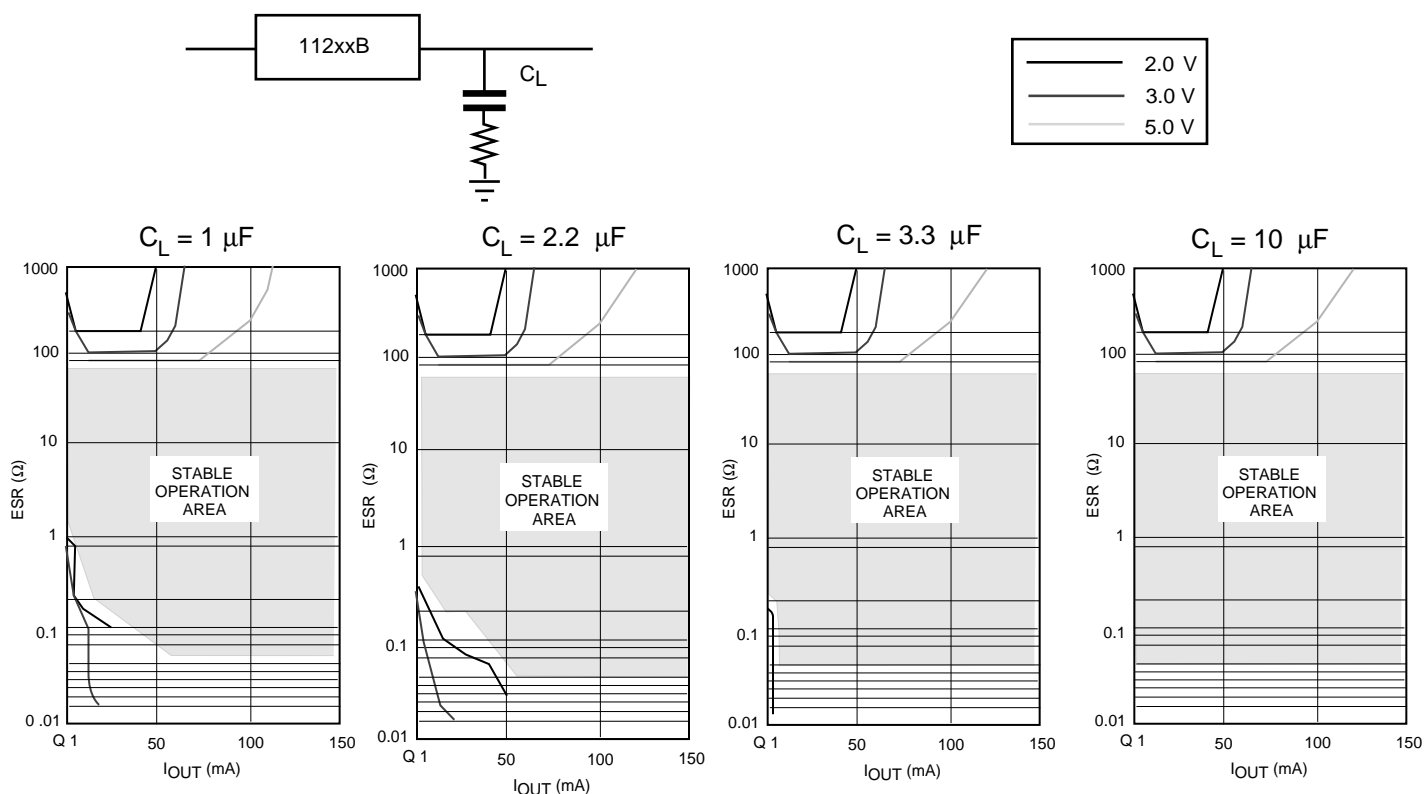 112xxB
CL
2.0 V
3.0 V
5.0 V
CL = 1 μF
1000
100
10
1
0.1
0.01
ESR (Ω)
STABLE
OPERATION
AREA
Q 1
50
100
150
IOUT (mA)
CL = 2.2 μF
1000
100
10
1
0.1
0.01
ESR (Ω)
STABLE
OPERATION
AREA
Q 1
50
100
150
IOUT (mA)
CL = 3.3 μF
1000
100
10
1
0.1
0.01
ESR (Ω)
STABLE
OPERATION
AREA
Q 1
50
100
150
IOUT (mA)
CL = 10 μF
1000
100
10
1
0.1
0.01
ESR (Ω)
STABLE
OPERATION
AREA
Q 1
50
100
150
IOUT (mA)